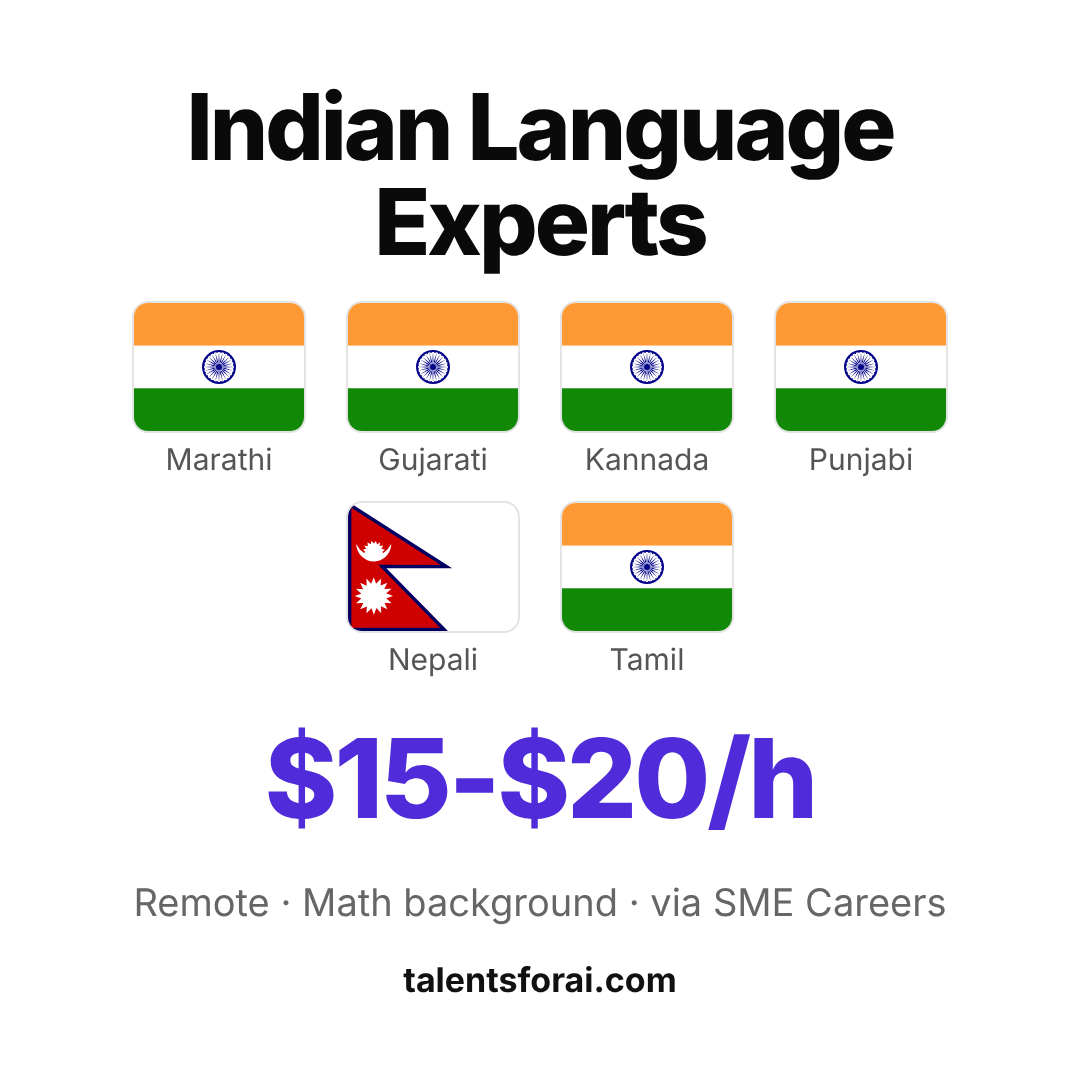 Indian Language
Experts
Marathi
Gujarati
Kannada
Punjabi
Nepali
Tamil
$15-$20/h
Remote · Math background · via SME Careers
talentsforai.com